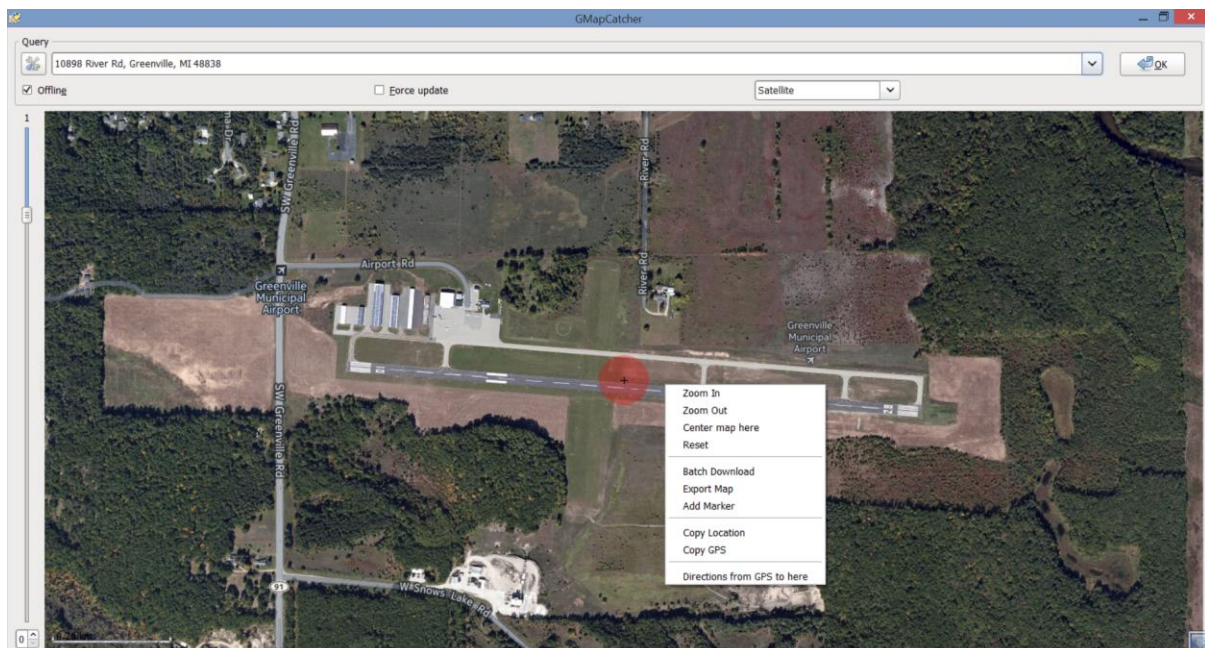 GMapCatcher
Query
10898 River Rd, Greenville, MI 48838
OK
Offline
Force update
Satellite
1
SW Greenville Rd
River Rd
Airport Rd
River Rd
Greenville
Municipal
Airport
Greenville
Municipal
Airport
28
SW Greenville Rd
Zoom In
Zoom Out
Center map here
Reset
Batch Download
Export Map
Add Marker
Copy Location
Copy GPS
Directions from GPS to here
91
W Snows Lake Rd
0